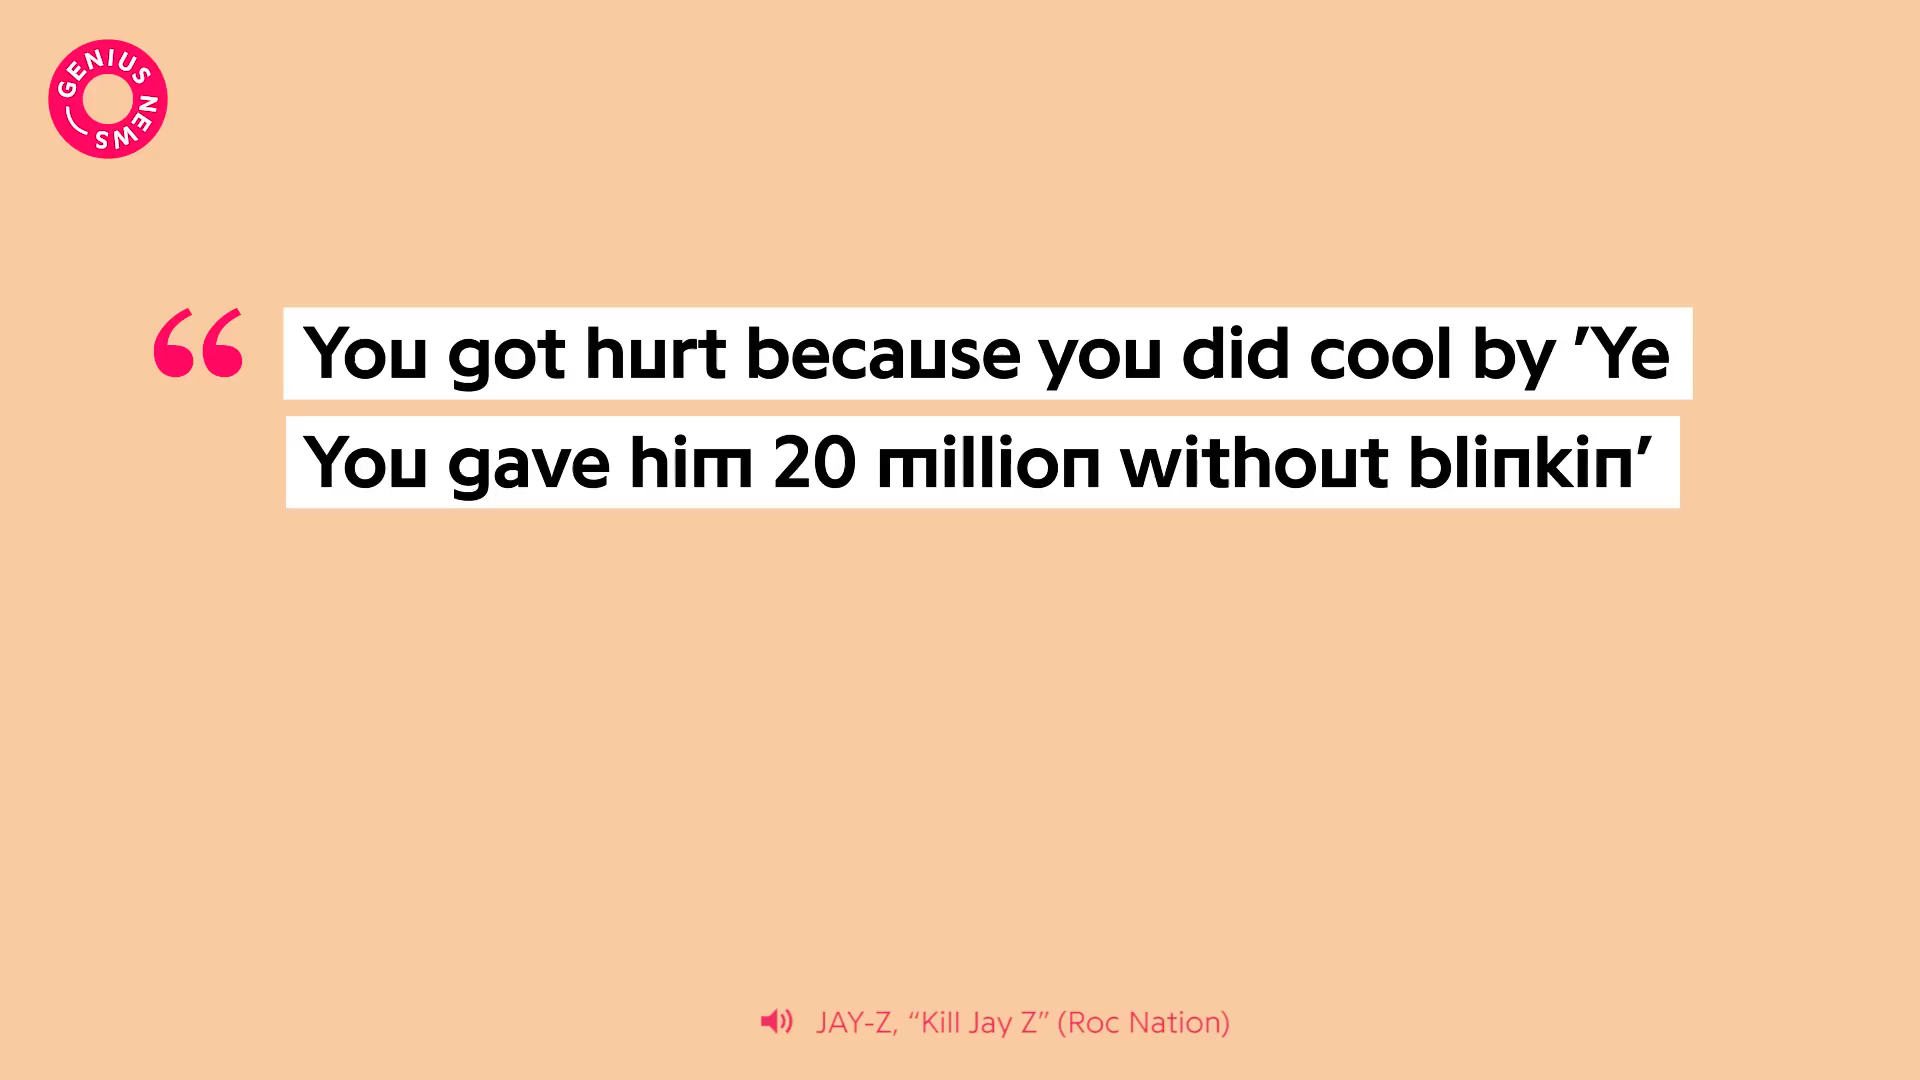 GENIUS NEWS
“ You got hurt because you did cool by ’Ye
You gave him 20 million without blinkin’
JAY-Z, “Kill Jay Z” (Roc Nation)